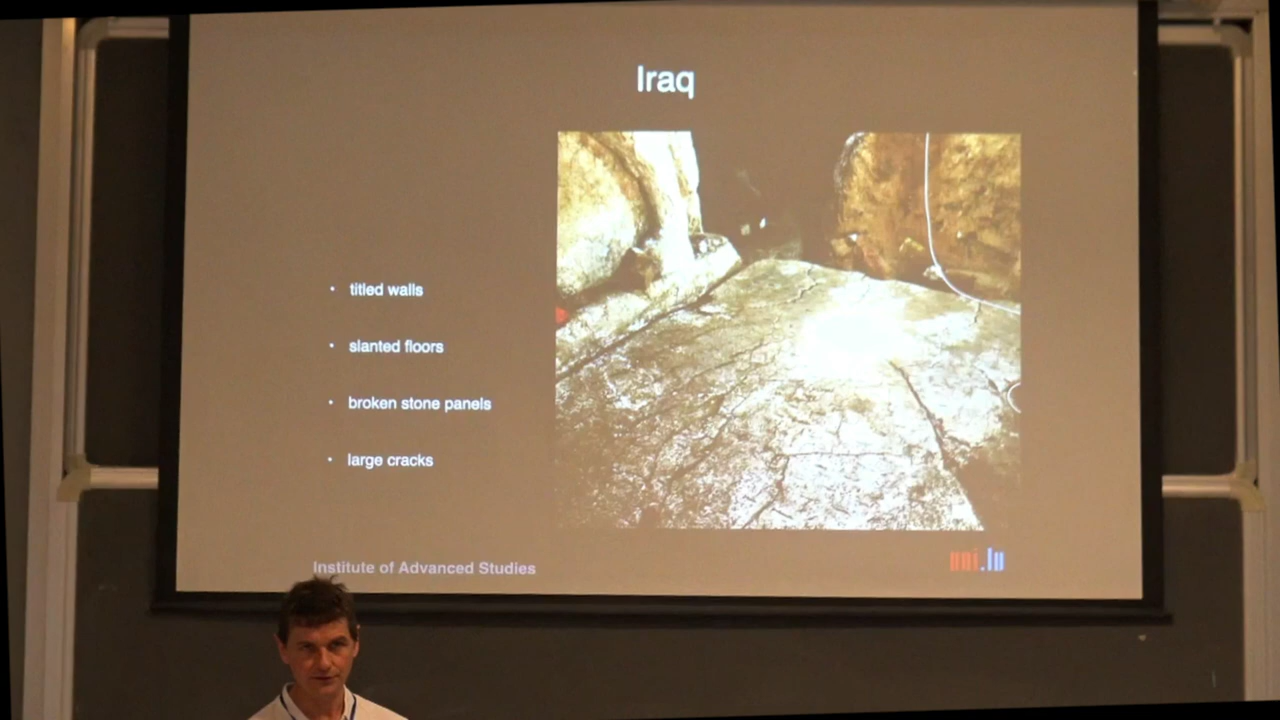 Iraq
• titled walls
• slanted floors
• broken stone panels
• large cracks
Institute of Advanced Studies
uni.lu